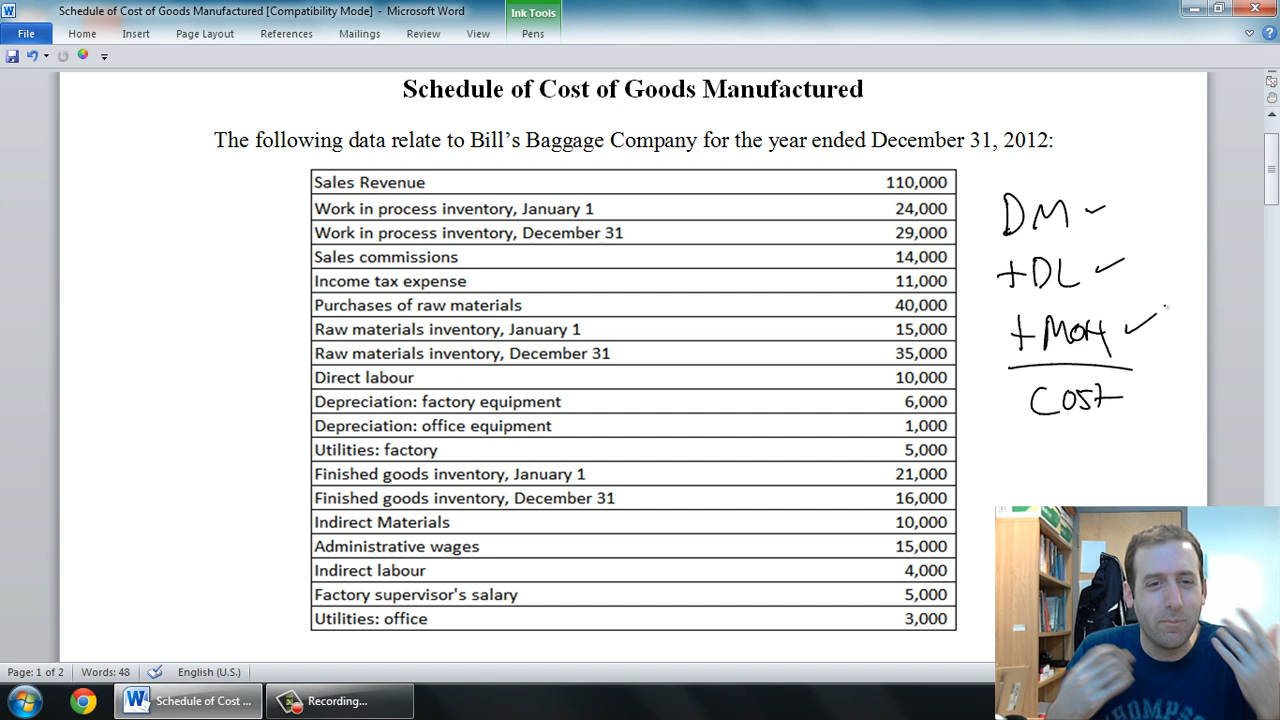 Schedule of Cost of Goods Manufactured [Compatibility Mode] - Microsoft Word
Ink Tools
File Home Insert Page Layout References Mailings Review View Pens
Schedule of Cost of Goods Manufactured
The following data relate to Bill's Baggage Company for the year ended December 31, 2012:
Sales Revenue 110,000
Work in process inventory, January 1 24,000
Work in process inventory, December 31 29,000
Sales commissions 14,000
Income tax expense 11,000
Purchases of raw materials 40,000
Raw materials inventory, January 1 15,000
Raw materials inventory, December 31 35,000
Direct labour 10,000
Depreciation: factory equipment 6,000
Depreciation: office equipment 1,000
Utilities: factory 5,000
Finished goods inventory, January 1 21,000
Finished goods inventory, December 31 16,000
Indirect Materials 10,000
Administrative wages 15,000
Indirect labour 4,000
Factory supervisor's salary 5,000
Utilities: office 3,000
DM ✓
+DL ✓
+MOH ✓
COST
THOMPSO
Page: 1 of 2 Words: 48 English (U.S.)
Schedule of Cost ... Recording...